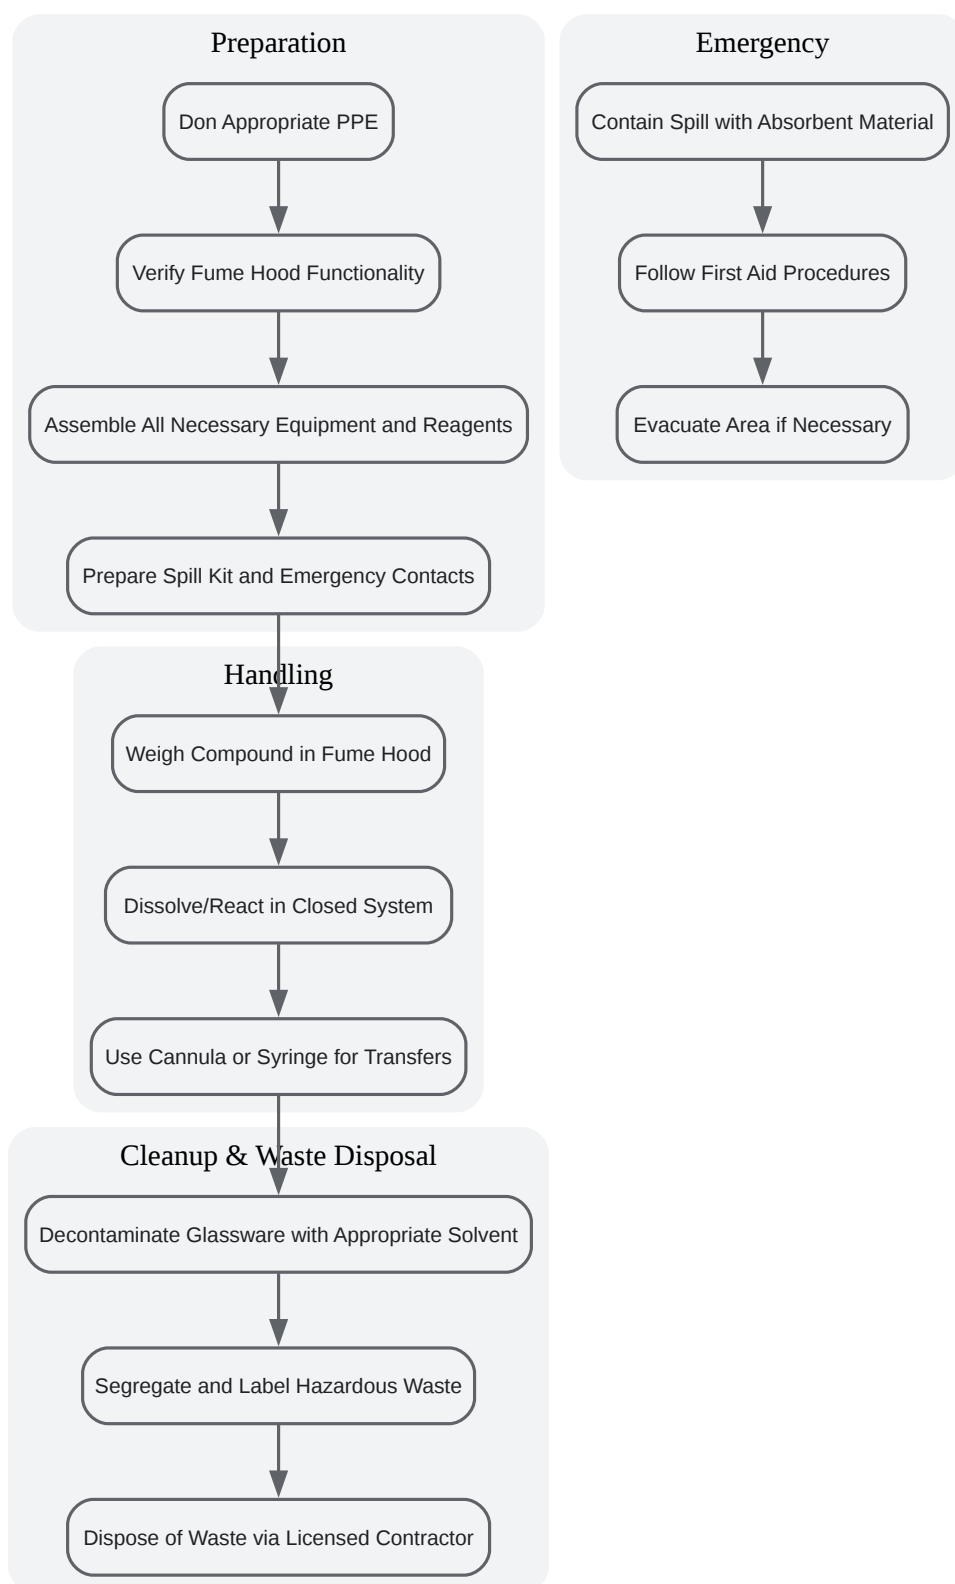 Preparation
Don Appropriate PPE
Verify Fume Hood Functionality
Assemble All Necessary Equipment and Reagents
Prepare Spill Kit and Emergency Contacts
Handling
Weigh Compound in Fume Hood
Dissolve/React in Closed System
Use Cannula or Syringe for Transfers
Cleanup & Waste Disposal
Decontaminate Glassware with Appropriate Solvent
Segregate and Label Hazardous Waste
Dispose of Waste via Licensed Contractor
Emergency
Contain Spill with Absorbent Material
Follow First Aid Procedures
Evacuate Area if Necessary